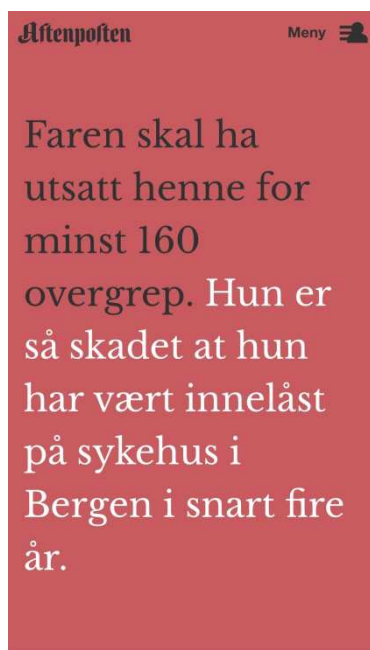 Aftenposten
Meny
Faren skal ha
utsatt henne for
minst 160
overgrep. Hun er
så skadet at hun
har vært innelåst
på sykehus i
Bergen i snart fire
år.